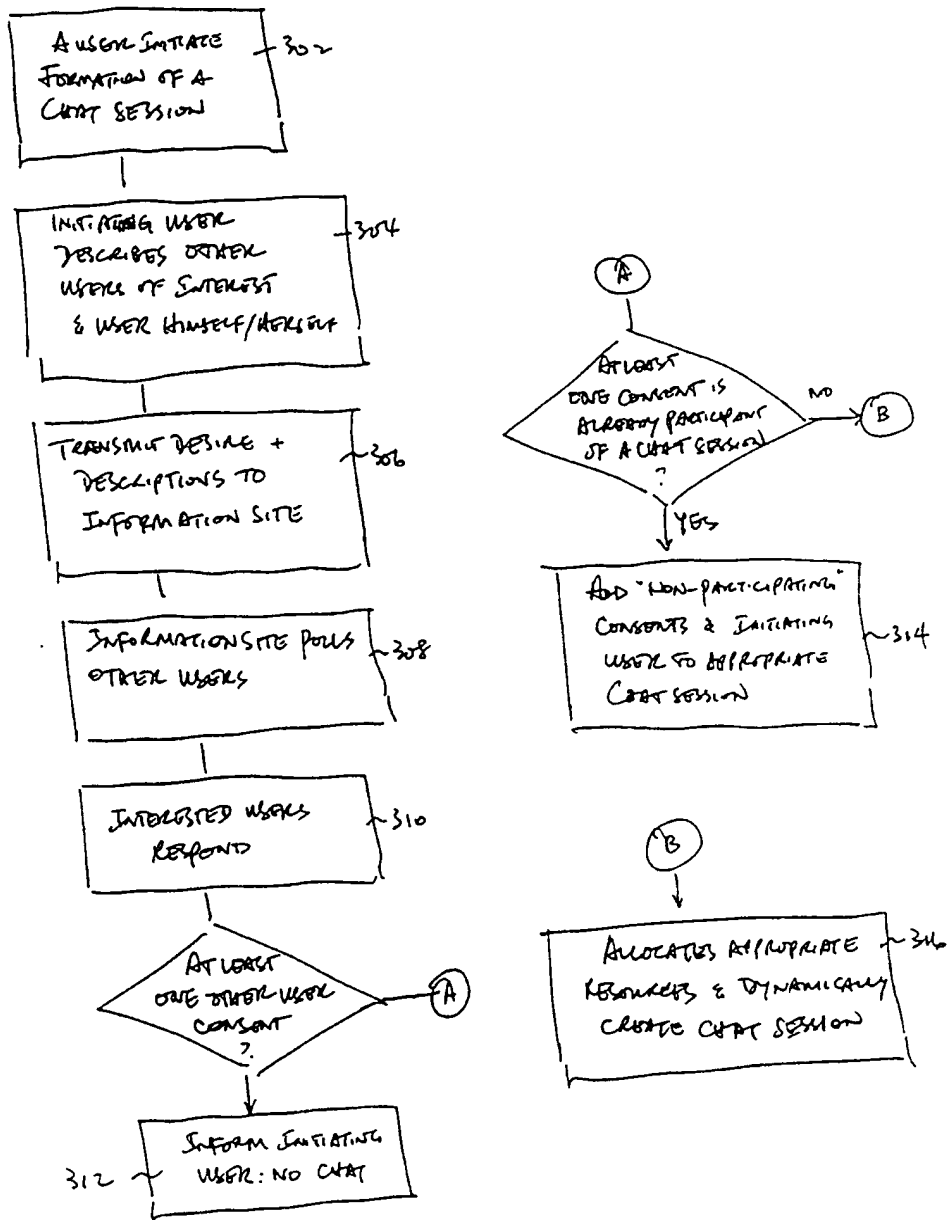 A USER INITIATE
FORMATION OF A
CHAT SESSION
302
INITIATING USER
DESCRIBES OTHER
USERS OF INTEREST
& USER HIMSELF/HERSELF
304
TRANSMIT DESIRE +
DESCRIPTIONS TO
INFORMATION SITE
306
INFORMATION SITE POLLS
OTHER USERS
308
INTERESTED USERS
RESPOND
310
AT LEAST
ONE OTHER USER
CONSENT
?
A
INFORM INITIATING
USER: NO CHAT
312
A
AT LEAST
ONE CONSENT IS
ALREADY PARTICIPANT
OF A CHAT SESSION
?
NO
B
YES
ADD "NON-PARTICIPATING"
CONSENTS & INITIATING
USER TO APPROPRIATE
CHAT SESSION
314
B
ALLOCATES APPROPRIATE
RESOURCES & DYNAMICALLY
CREATE CHAT SESSION
316